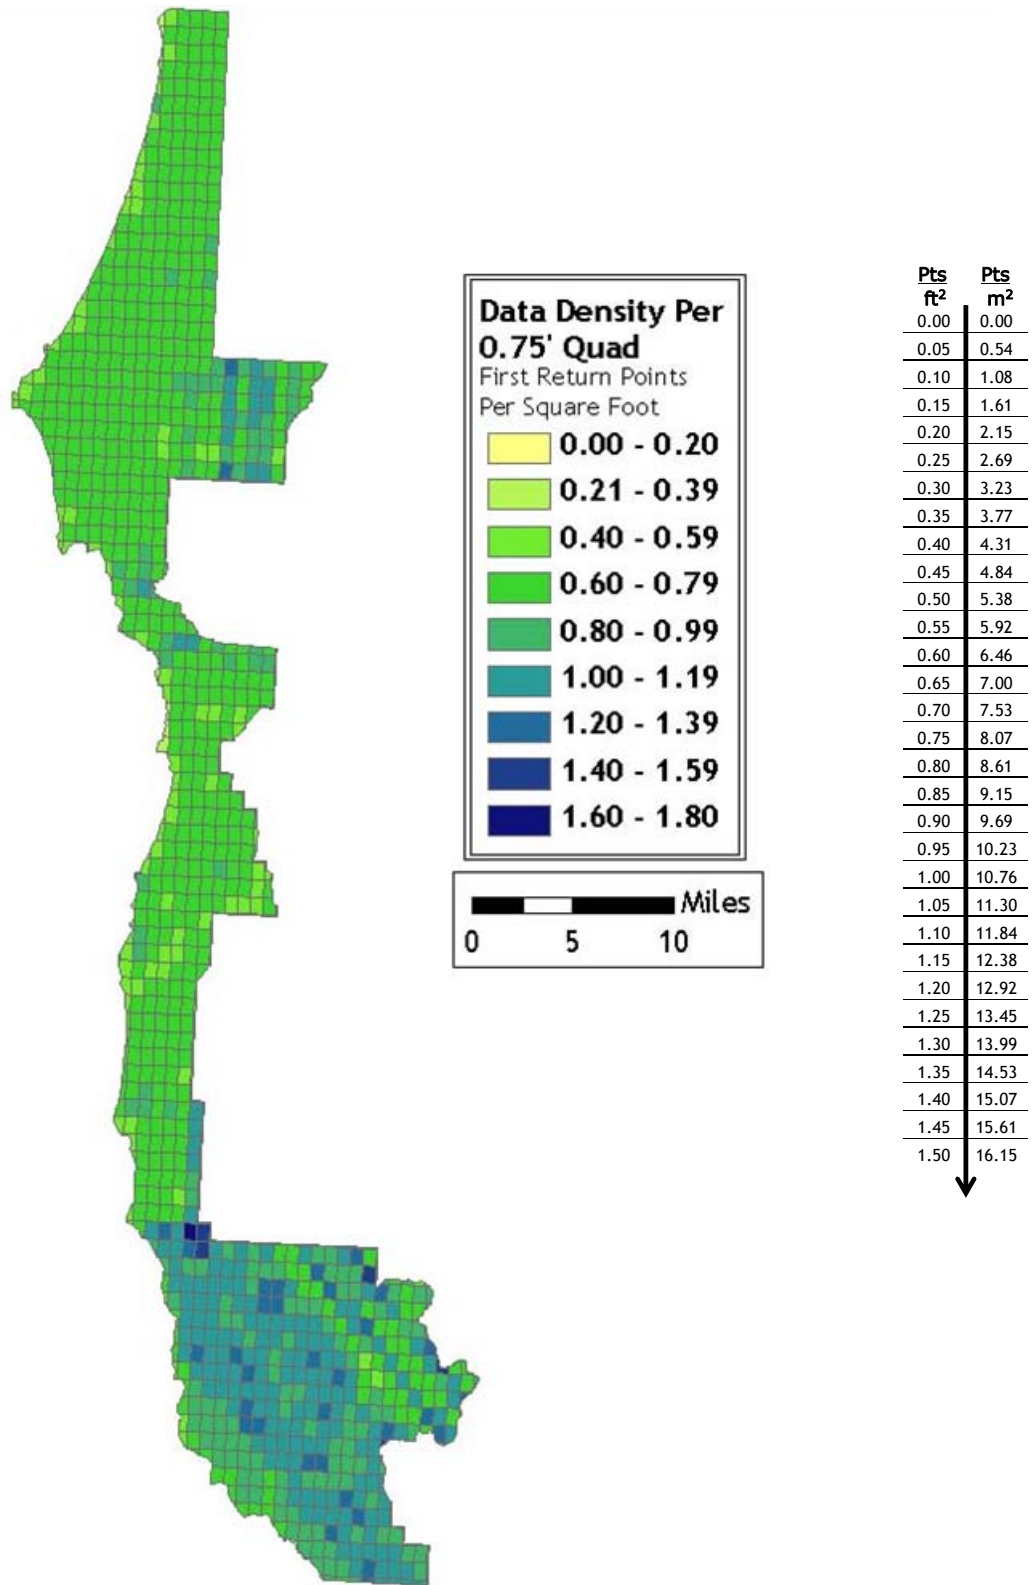 Data Density Per
0.75' Quad
First Return Points
Per Square Foot
0.00 - 0.20
0.21 - 0.39
0.40 - 0.59
0.60 - 0.79
0.80 - 0.99
1.00 - 1.19
1.20 - 1.39
1.40 - 1.59
1.60 - 1.80
Miles
0 5 10
Pts Pts
ft² m²
0.00 0.00
0.05 0.54
0.10 1.08
0.15 1.61
0.20 2.15
0.25 2.69
0.30 3.23
0.35 3.77
0.40 4.31
0.45 4.84
0.50 5.38
0.55 5.92
0.60 6.46
0.65 7.00
0.70 7.53
0.75 8.07
0.80 8.61
0.85 9.15
0.90 9.69
0.95 10.23
1.00 10.76
1.05 11.30
1.10 11.84
1.15 12.38
1.20 12.92
1.25 13.45
1.30 13.99
1.35 14.53
1.40 15.07
1.45 15.61
1.50 16.15